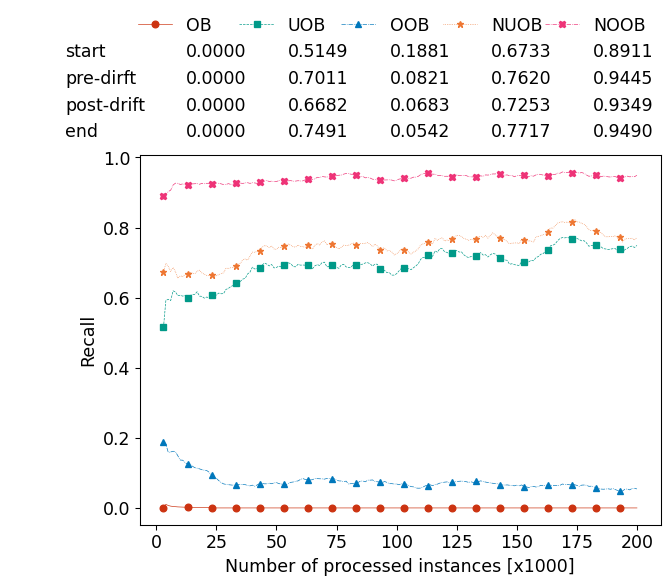 OB UOB OOB NUOB NOOB
start 0.0000 0.5149 0.1881 0.6733 0.8911
pre-dirft 0.0000 0.7011 0.0821 0.7620 0.9445
post-drift 0.0000 0.6682 0.0683 0.7253 0.9349
end 0.0000 0.7491 0.0542 0.7717 0.9490
1.0
0.8
0.6
0.4
0.2
0.0
Recall
0 25 50 75 100 125 150 175 200
Number of processed instances [x1000]